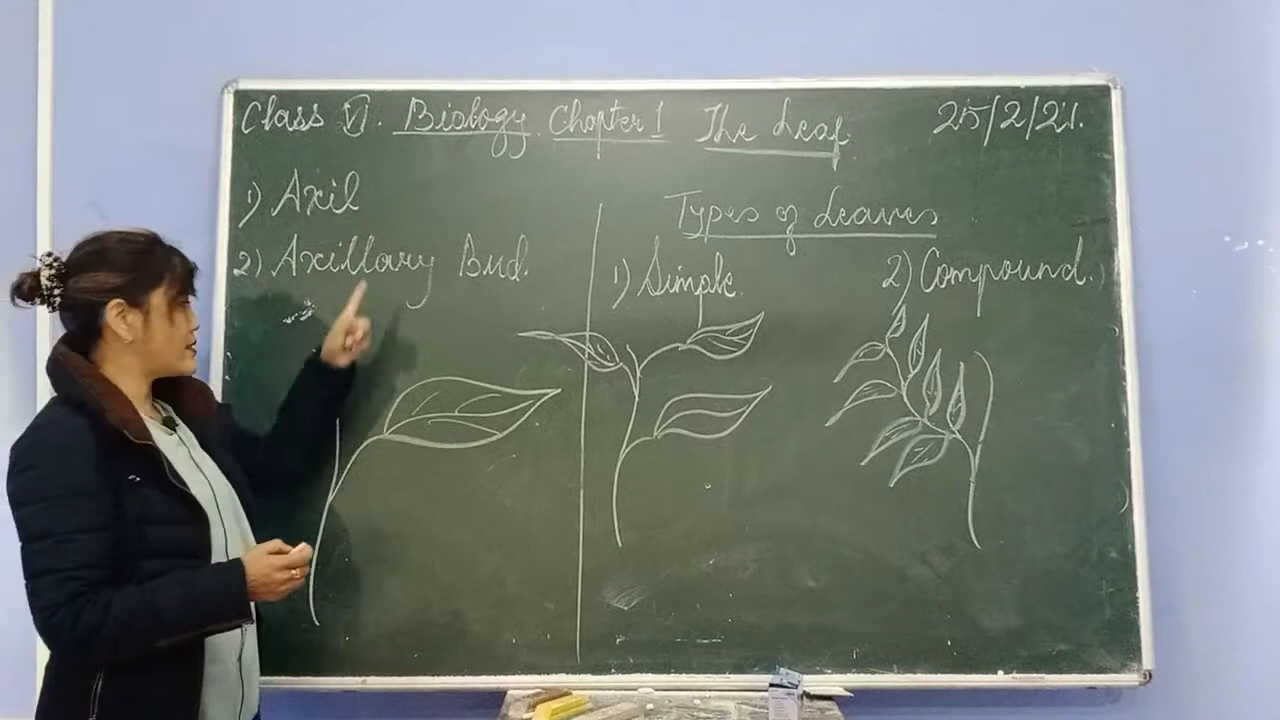 Class VI. Biology Chapter 1 The Leaf 25/2/21.
1) Axil
2) Axillary Bud.
Types of Leaves
1) Simple 2) Compound.